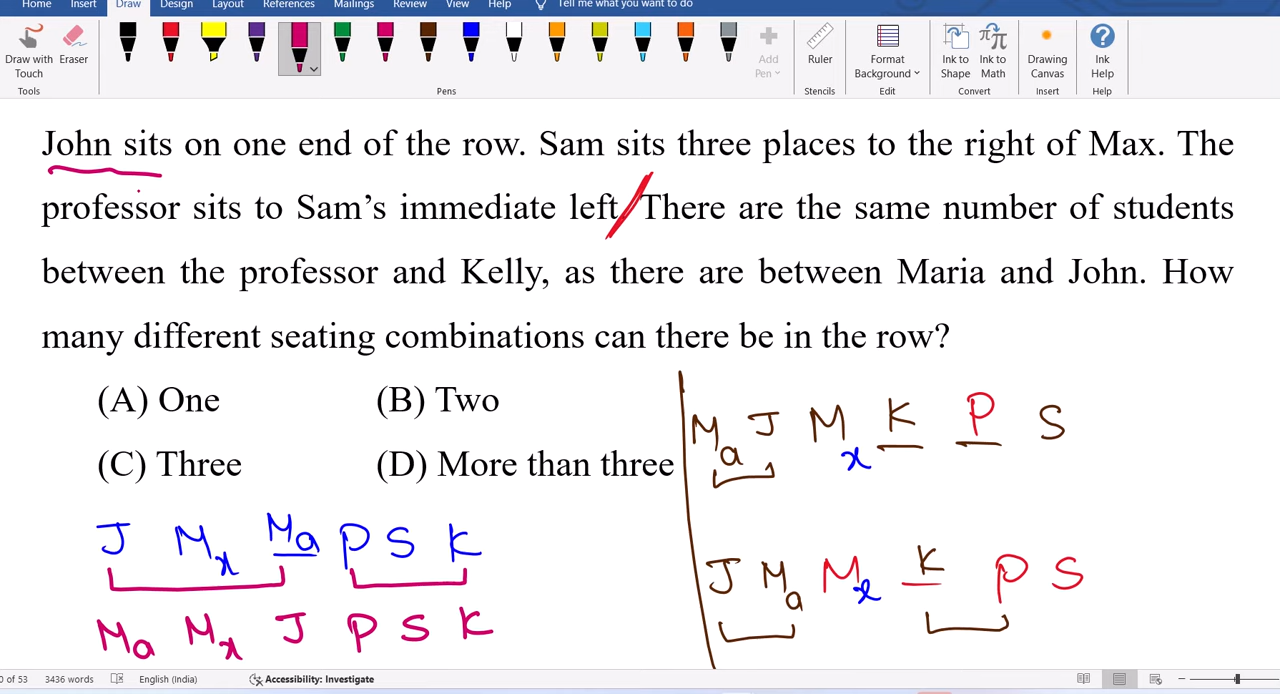 Home Insert Draw Design Layout References Mailings Review View Help Tell me what you want to do
Draw with Touch
Eraser
Add Pen
Ruler
Format Background
Ink to Shape
Ink to Math
Drawing Canvas
Ink Help
Tools Pens Stencils Edit Convert Insert Help
John sits on one end of the row. Sam sits three places to the right of Max. The
professor sits to Sam's immediate left. There are the same number of students
between the professor and Kelly, as there are between Maria and John. How
many different seating combinations can there be in the row?
(A) One (B) Two
(C) Three (D) More than three
Ma J Mx K P S
J Mx Ma P S K
J Ma Mx K P S
Ma Mx J P S K
0 of 53 3436 words English (India) Accessibility: Investigate